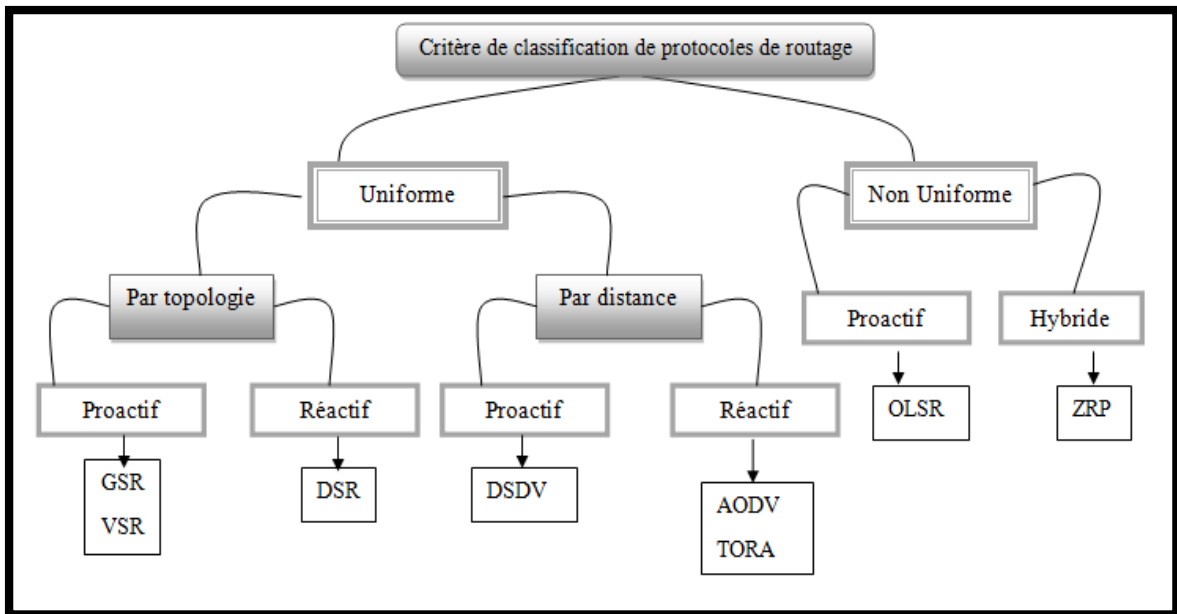 Critère de classification de protocoles de routage
Uniforme
Non Uniforme
Par topologie
Par distance
Proactif
Hybride
Proactif
Réactif
Proactif
Réactif
OLSR
ZRP
GSR
VSR
DSR
DSDV
AODV
TORA